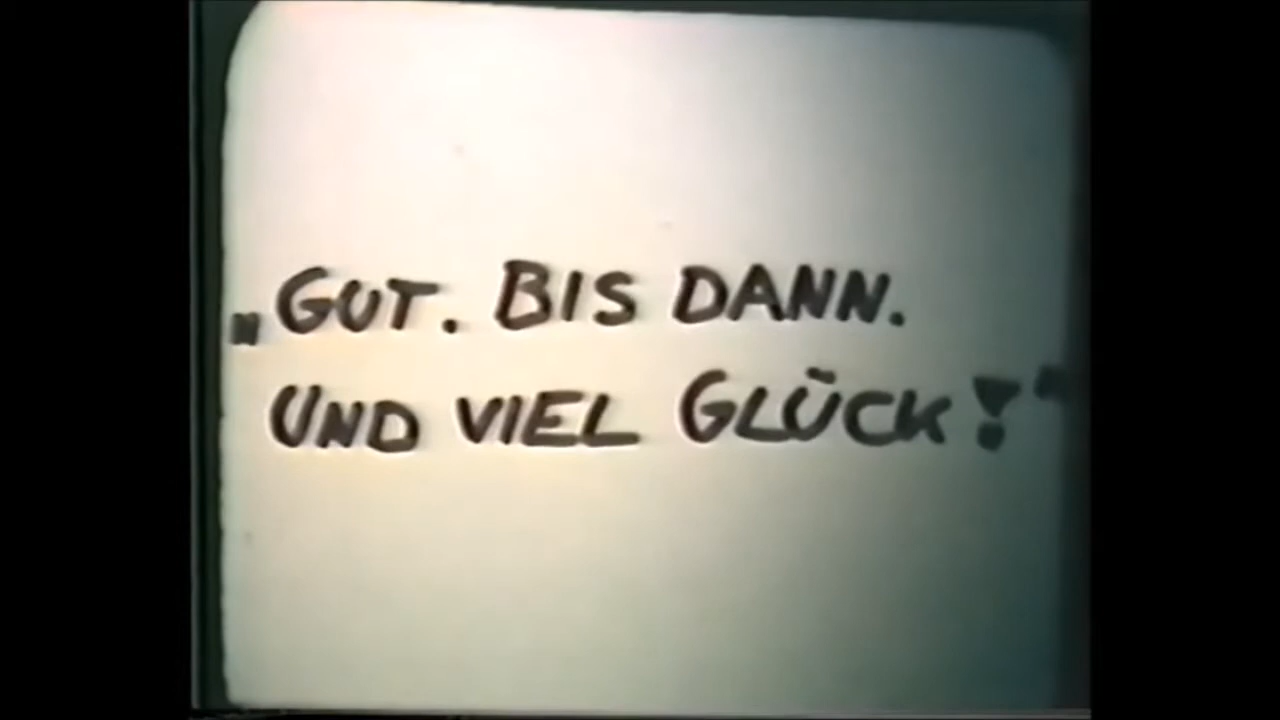 „GUT. BIS DANN.
UND VIEL GLÜCK!“